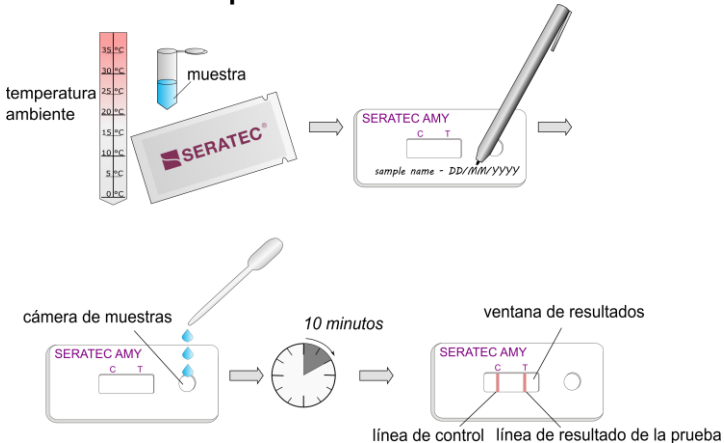 35 °C
30 °C
25 °C
20 °C
15 °C
10 °C
5 °C
0 °C
temperatura
ambiente
muestra
SERATEC®
SERATEC AMY
C T
sample name - DD/MM/YYYY
cámera de muestras
SERATEC AMY
C T
10 minutos
ventana de resultados
SERATEC AMY
C T
línea de control
línea de resultado de la prueba